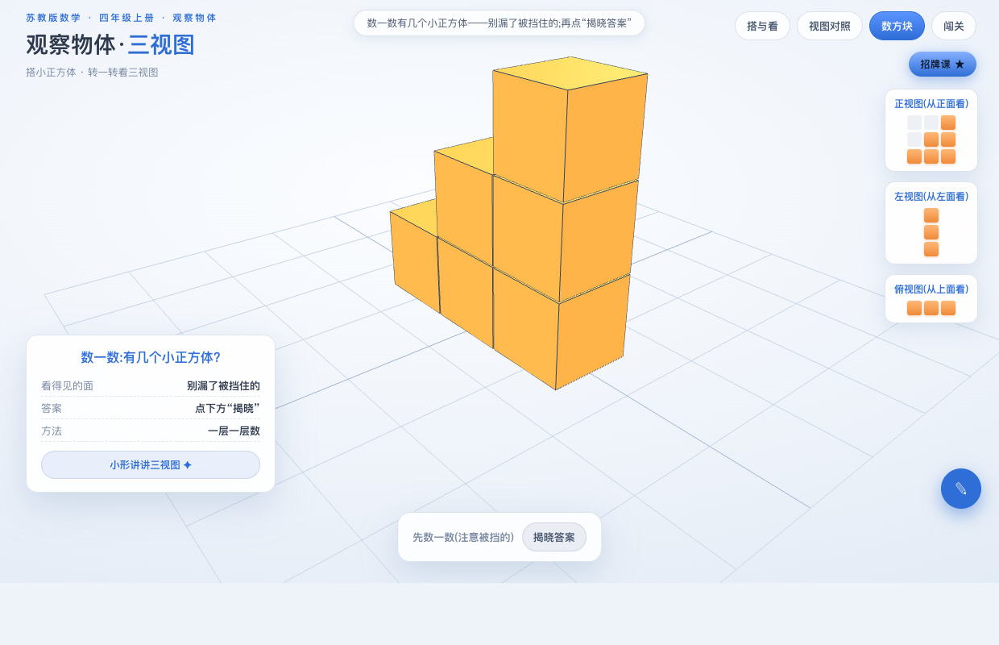 苏教版数学 · 四年级上册 · 观察物体
观察物体·三视图
搭小正方体 · 转一转看三视图
数一数有几个小正方体——别漏了被挡住的;再点“揭晓答案”
搭与看
视图对照
数方块
闯关
招牌课 ★
正视图(从正面看)
左视图(从左面看)
俯视图(从上面看)
数一数:有几个小正方体?
看得见的面 别漏了被挡住的
答案 点下方“揭晓”
方法 一层一层数
小形讲讲三视图 ✦
先数一数(注意被挡的) 揭晓答案